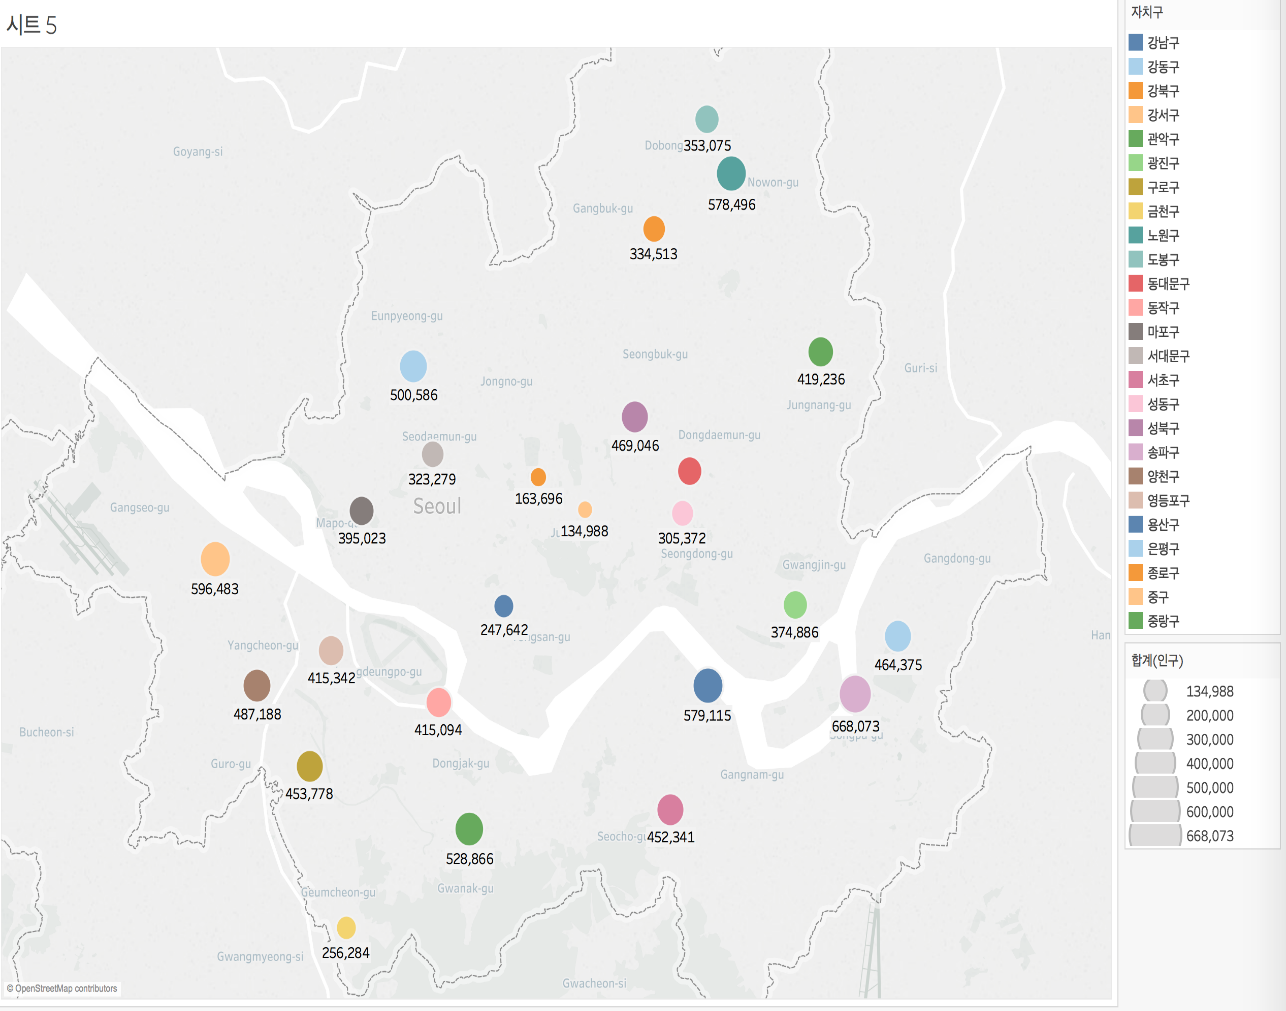 시트 5
Goyang-si
Dobong
353,075
Nowon-gu
578,496
Gangbuk-gu
334,513
Eunpyeong-gu
500,586
Jongno-gu
Seongbuk-gu
419,236
Jungnang-gu
Guri-si
Seodaemun-gu
323,279
469,046
Dongdaemun-gu
Seoul
163,696
134,988
305,372
Seongdong-gu
Gangseo-gu
395,023
596,483
Gwangjin-gu
374,886
Gangdong-gu
464,375
247,642
Yangcheon-gu
415,342
gdeungpo-gu
487,188
415,094
579,115
668,073
Han
Bucheon-si
Guro-gu
453,778
Dongjak-gu
Gangnam-gu
Seocho-g
452,341
528,866
Gwanak-gu
Geumcheon-gu
256,284
Gwangmyeong-si
Gwacheon-si
© OpenStreetMap contributors
자치구
강남구
강동구
강북구
강서구
관악구
광진구
구로구
금천구
노원구
도봉구
동대문구
동작구
마포구
서대문구
서초구
성동구
성북구
송파구
양천구
영등포구
용산구
은평구
종로구
중구
중랑구
합계(인구)
134,988
200,000
300,000
400,000
500,000
600,000
668,073